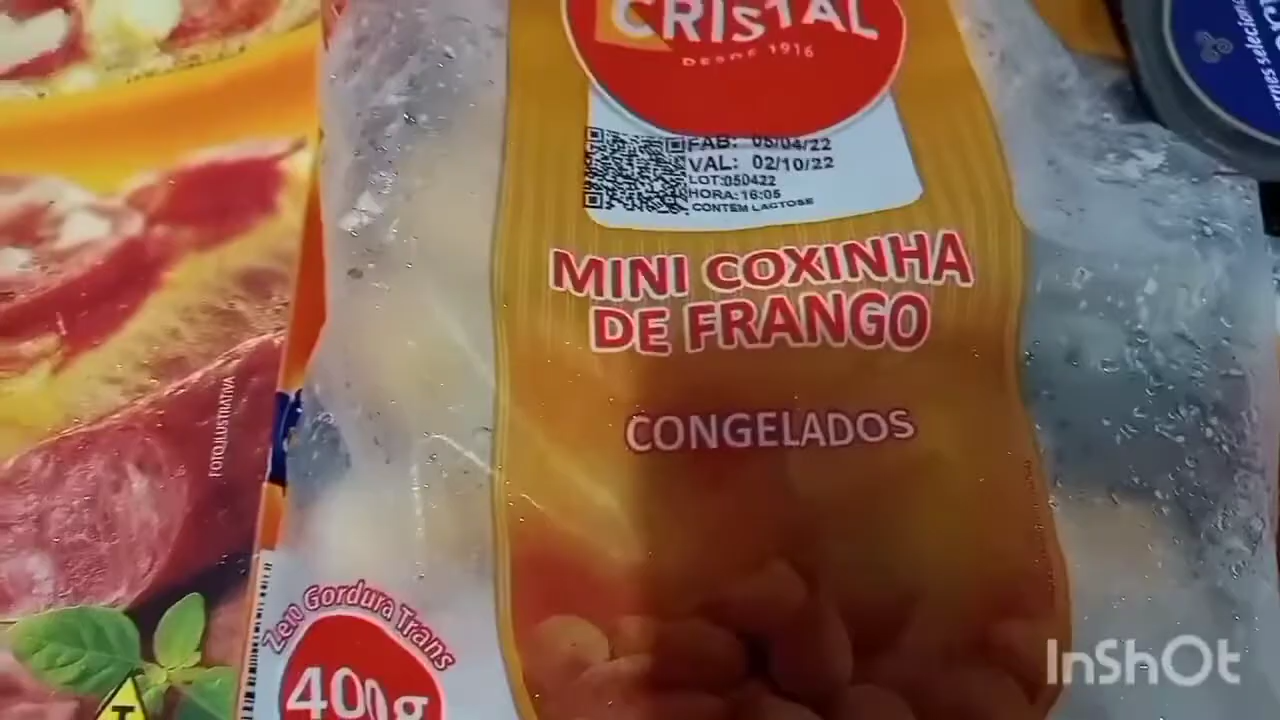 CRISTAL
DESDE 1916
FAB: 05/04/22
VAL: 02/10/22
LOT:050422
HORA:16:05
CONTEM LACTOSE
MINI COXINHA
DE FRANGO
CONGELADOS
FOTO ILUSTRATIVA
Zero Gordura Trans
400g
T
InShOt